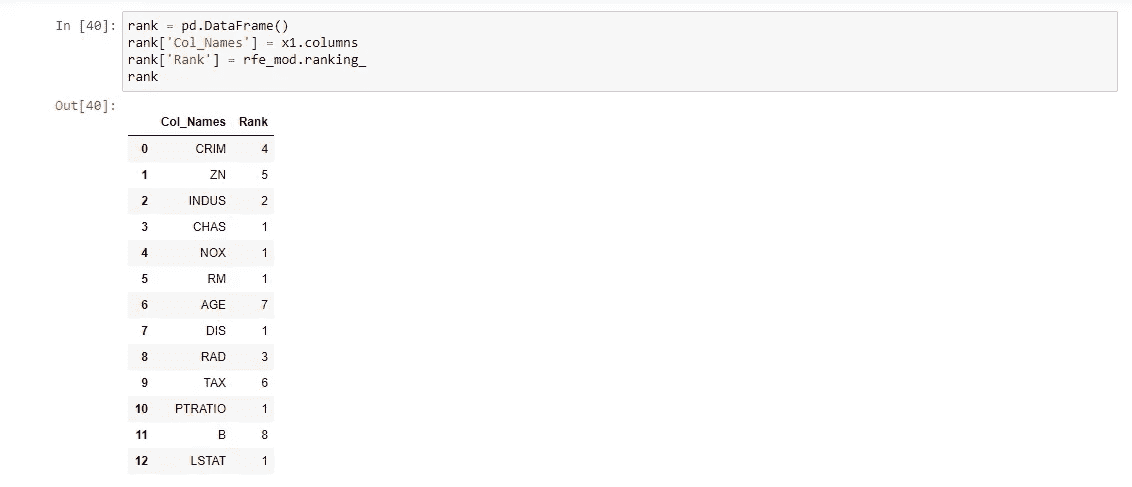 In [40]: rank = pd.DataFrame()
rank['Col_Names'] = x1.columns
rank['Rank'] = rfe_mod.ranking_
rank
Out[40]:
Col_Names Rank
0 CRIM 4
1 ZN 5
2 INDUS 2
3 CHAS 1
4 NOX 1
5 RM 1
6 AGE 7
7 DIS 1
8 RAD 3
9 TAX 6
10 PTRATIO 1
11 B 8
12 LSTAT 1